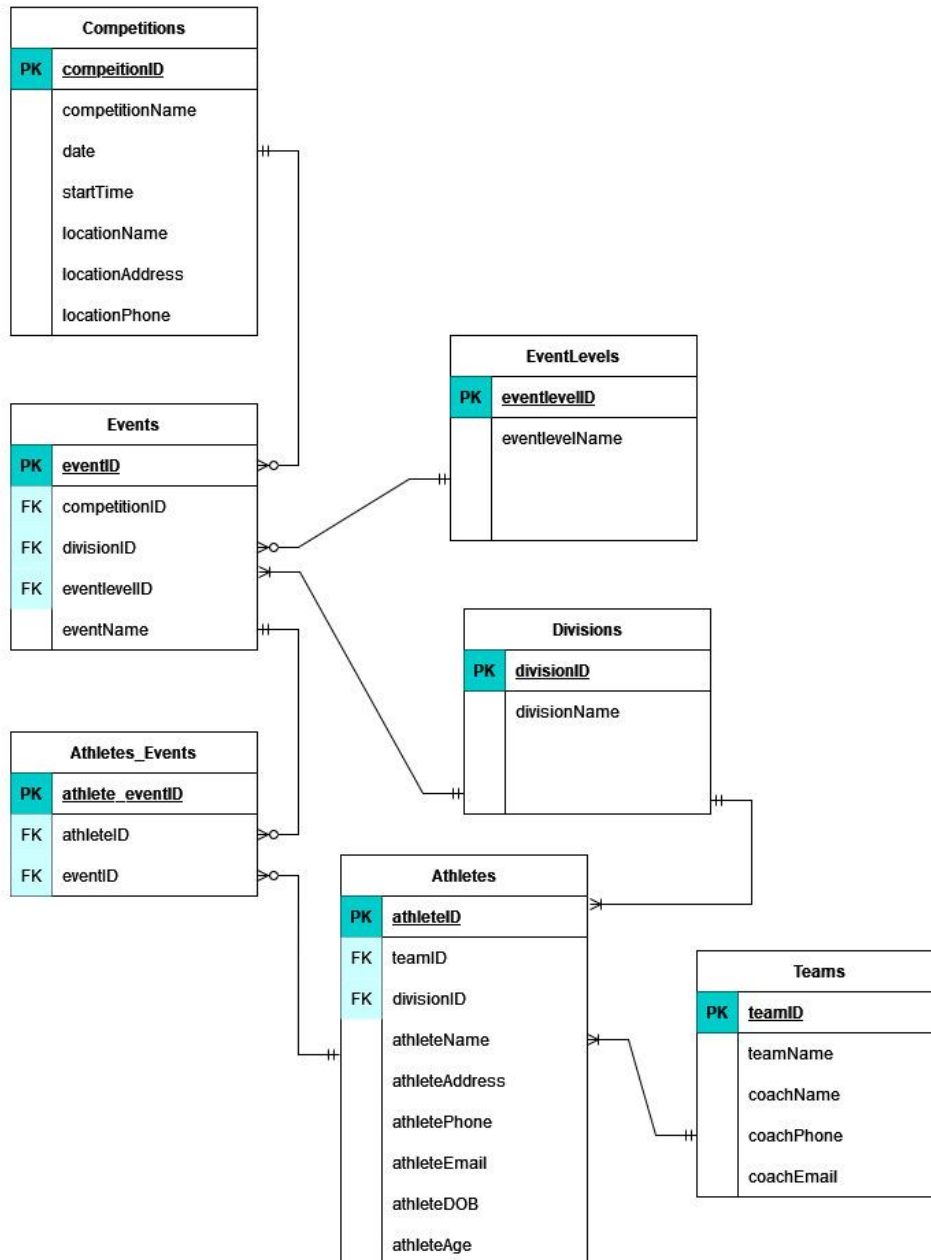 Competitions
PK compeitionID
competitionName
date
startTime
locationName
locationAddress
locationPhone
EventLevels
PK eventlevelID
eventlevelName
Events
PK eventID
FK competitionID
FK divisionID
FK eventlevelID
eventName
Divisions
PK divisionID
divisionName
Athletes_Events
PK athlete_eventID
FK athleteID
FK eventID
Athletes
PK athleteID
FK teamID
FK divisionID
athleteName
athleteAddress
athletePhone
athleteEmail
athleteDOB
athleteAge
Teams
PK teamID
teamName
coachName
coachPhone
coachEmail